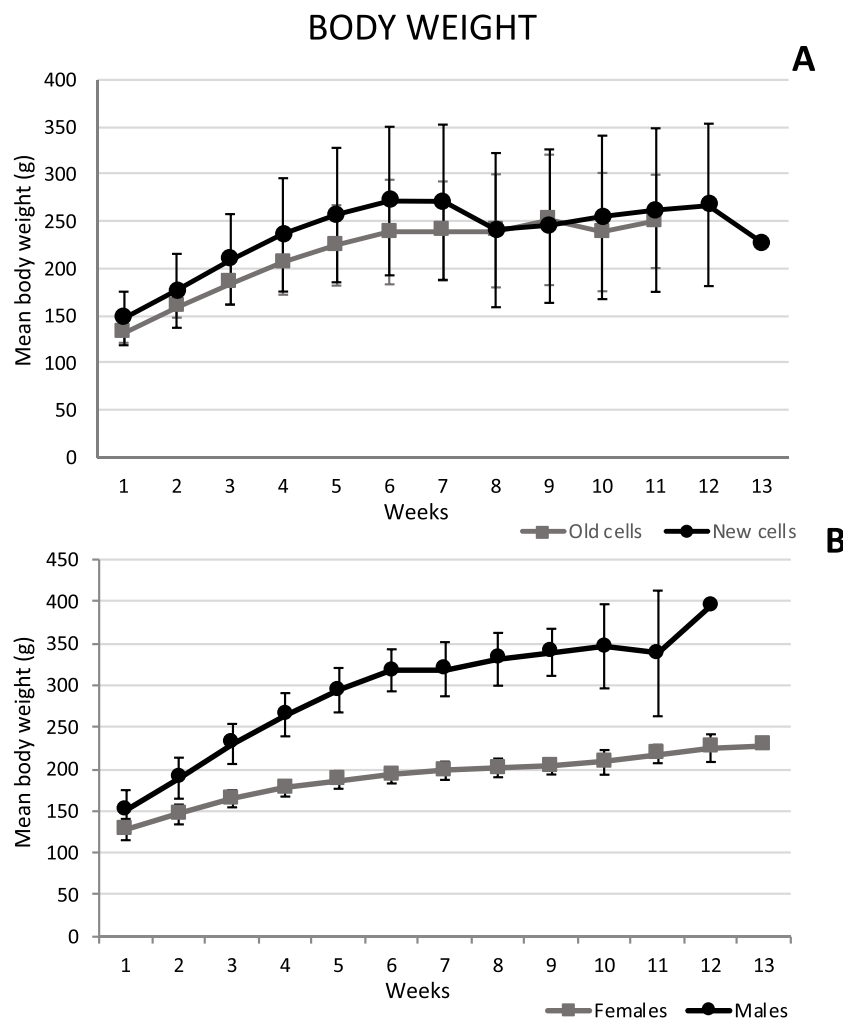 BODY WEIGHT
A
Mean body weight (g)
400
350
300
250
200
150
100
50
0
1 2 3 4 5 6 7 8 9 10 11 12 13
Weeks
Old cells New cells
B
Mean body weight (g)
450
400
350
300
250
200
150
100
50
0
1 2 3 4 5 6 7 8 9 10 11 12 13
Weeks
Females Males